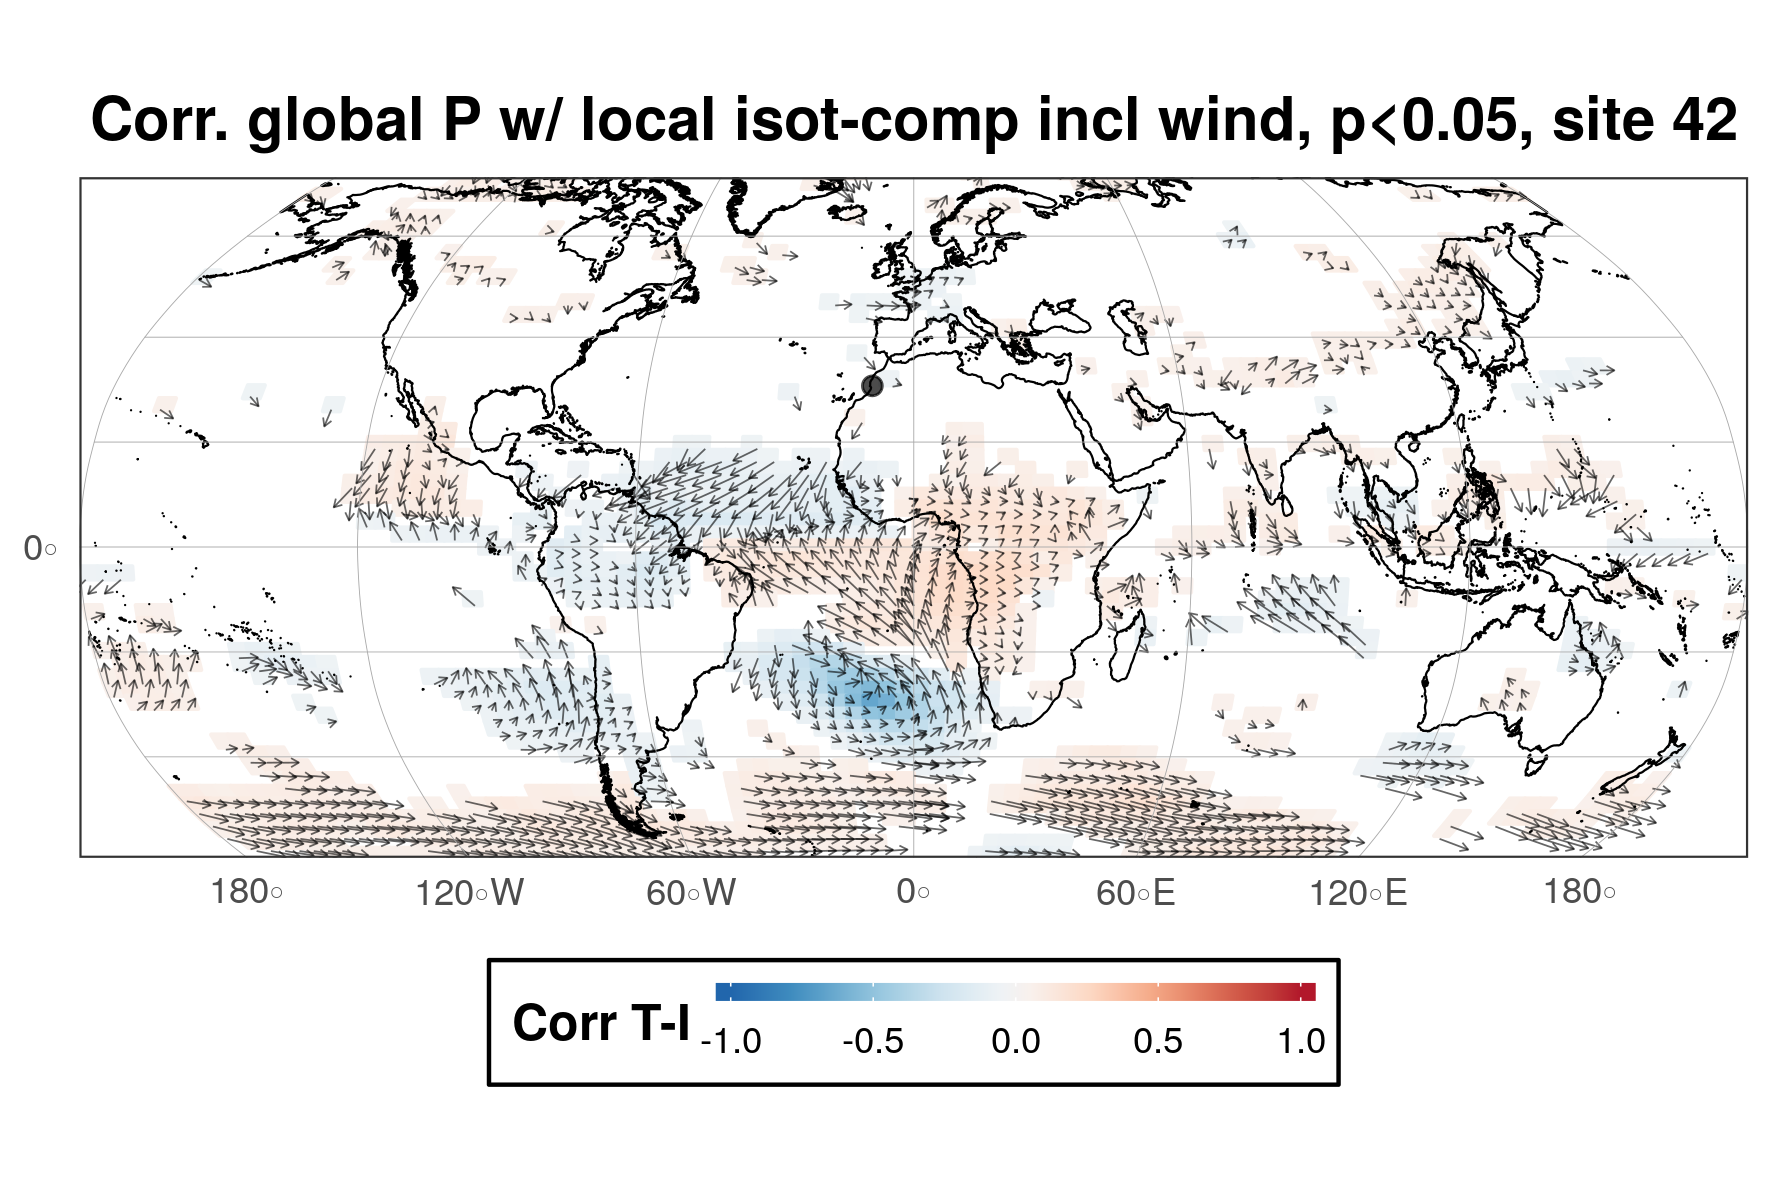 Corr. global P w/ local isot-comp incl wind, p<0.05, site 42
0°
180° 120°W 60°W 0° 60°E 120°E 180°
Corr T-I
-1.0 -0.5 0.0 0.5 1.0